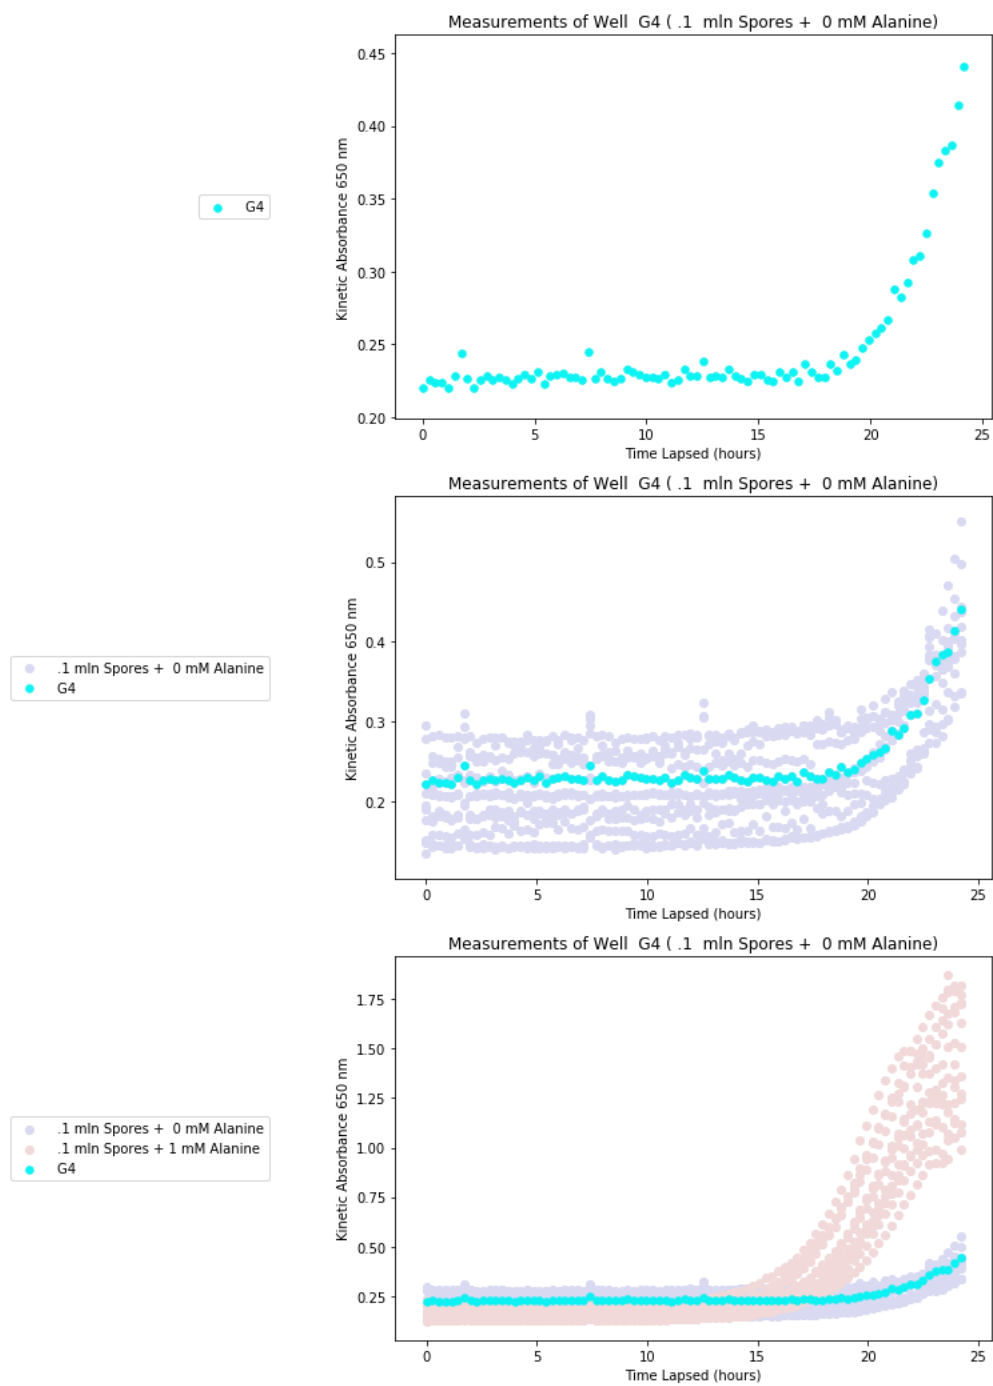 Measurements of Well  G4 ( .1  mln Spores +  0 mM Alanine)
G4
Kinetic Absorbance 650 nm
0.45
0.40
0.35
0.30
0.25
0.20
0 5 10 15 20 25
Time Lapsed (hours)
Measurements of Well  G4 ( .1  mln Spores +  0 mM Alanine)
.1 mln Spores +  0 mM Alanine
G4
Kinetic Absorbance 650 nm
0.5
0.4
0.3
0.2
0 5 10 15 20 25
Time Lapsed (hours)
Measurements of Well  G4 ( .1  mln Spores +  0 mM Alanine)
.1 mln Spores +  0 mM Alanine
.1 mln Spores + 1 mM Alanine
G4
Kinetic Absorbance 650 nm
1.75
1.50
1.25
1.00
0.75
0.50
0.25
0 5 10 15 20 25
Time Lapsed (hours)